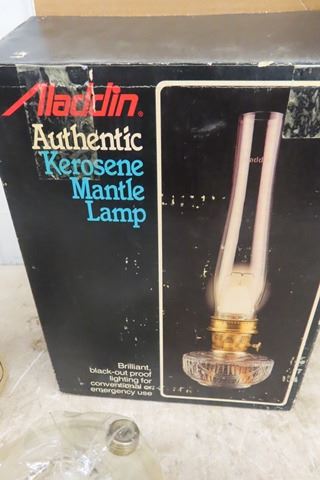 Aladdin®
Authentic
Kerosene
Mantle
Lamp
Brilliant,
black-out proof
lighting for
conventional or
emergency use